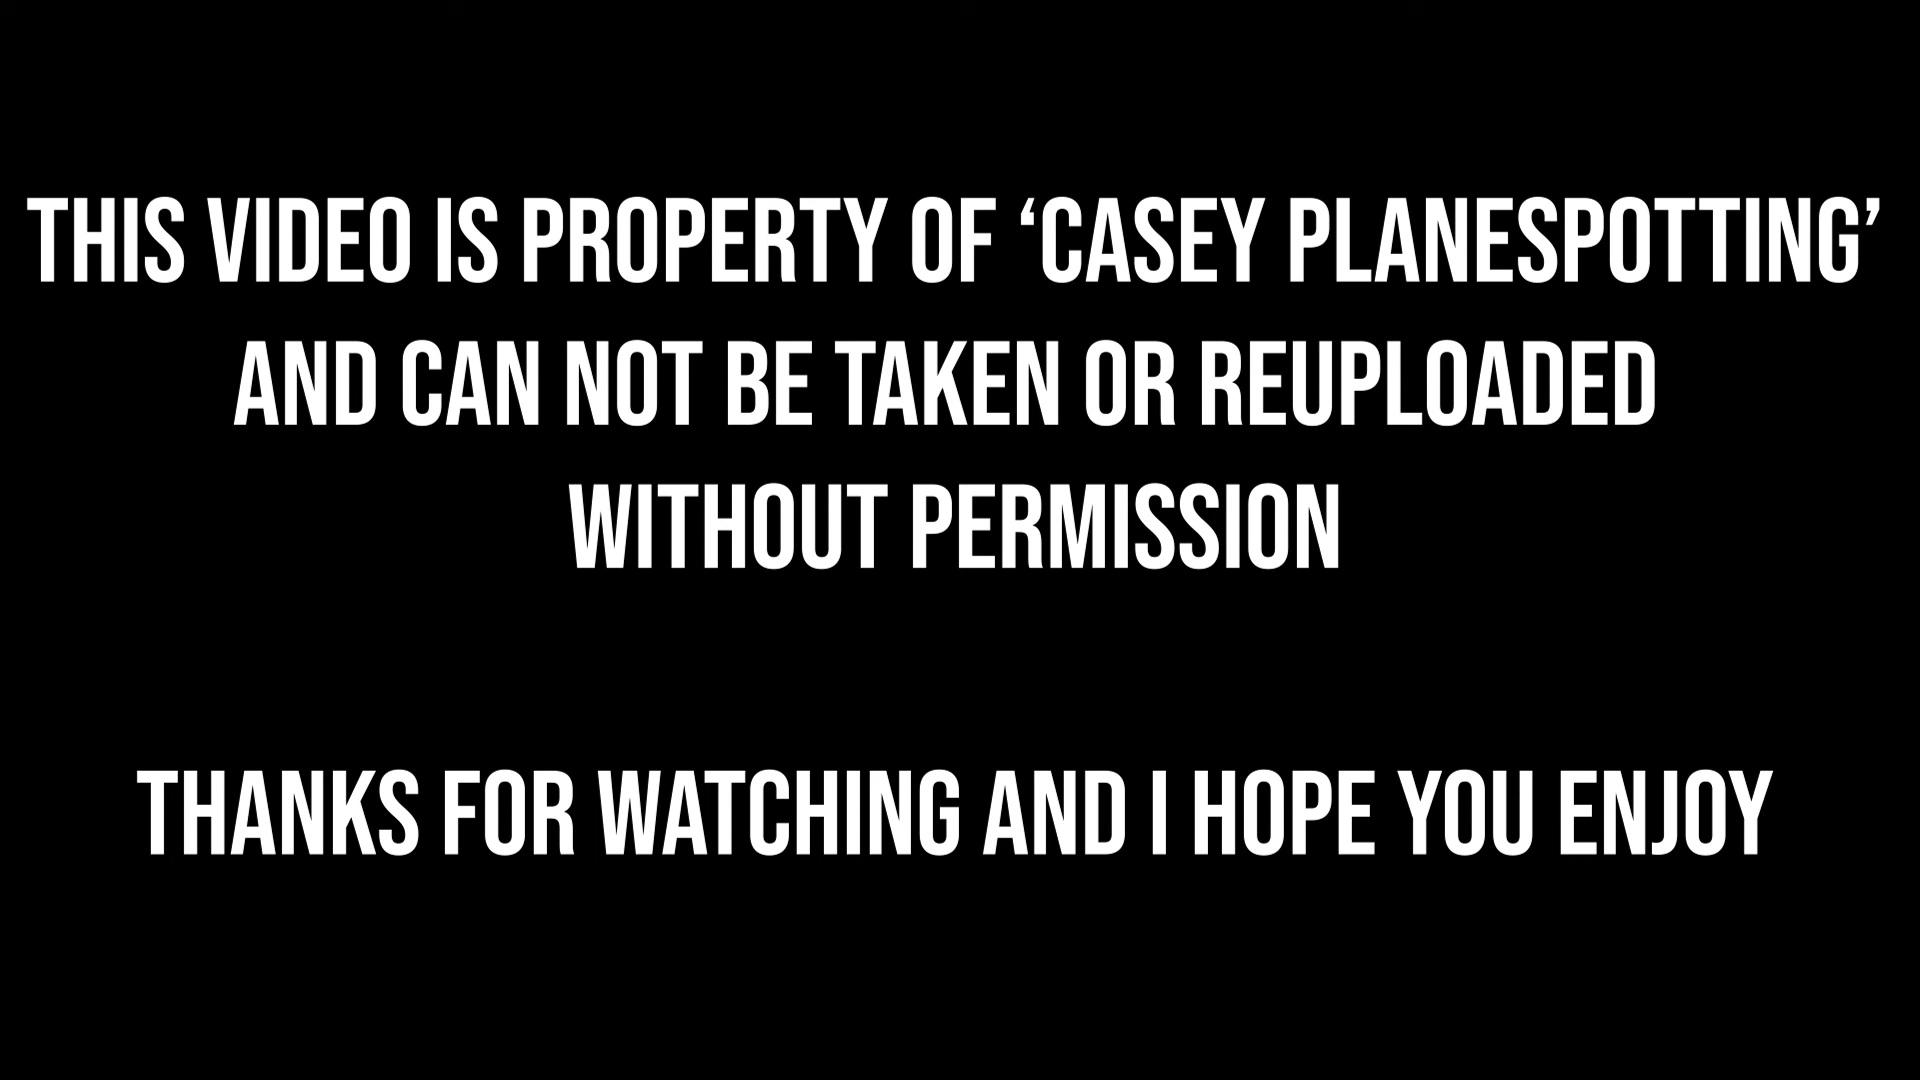 THIS VIDEO IS PROPERTY OF ‘CASEY PLANESPOTTING’
AND CAN NOT BE TAKEN OR REUPLOADED
WITHOUT PERMISSION
THANKS FOR WATCHING AND I HOPE YOU ENJOY